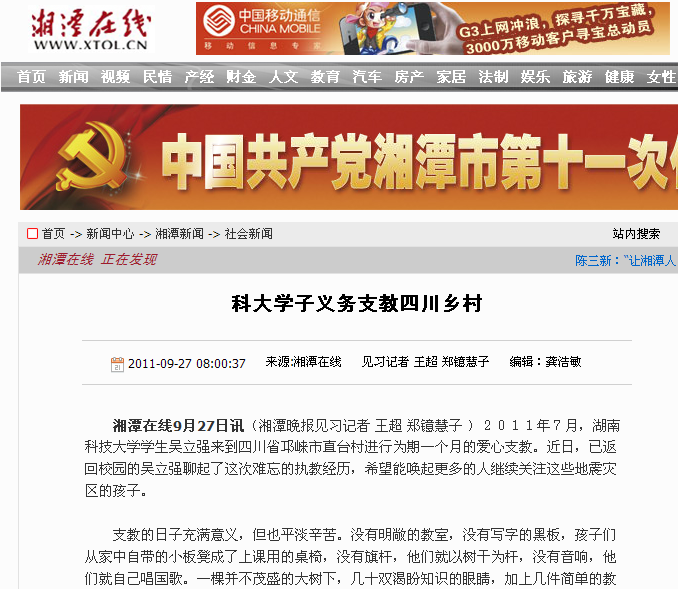 湘潭在线
WWW.XTOL.CN
中国移动通信
CHINA MOBILE
移动信息专家
G3上网冲浪，探寻千万宝藏，
3000万移动客户寻宝总动员
首页 新闻 视频 民情 产经 财金 人文 教育 汽车 房产 家居 法制 娱乐 旅游 健康 女性
中国共产党湘潭市第十一次
首页 -> 新闻中心 -> 湘潭新闻 -> 社会新闻
站内搜索
湘潭在线 正在发现
陈三新：“让湘潭人
科大学子义务支教四川乡村
2011-09-27 08:00:37 来源:湘潭在线 见习记者 王超 郑镱慧子 编辑：龚洁敏
湘潭在线9月27日讯（湘潭晚报见习记者 王超 郑镱慧子 ）２０１１年７月，湖南
科技大学学生吴立强来到四川省邛崃市直台村进行为期一个月的爱心支教。近日，已返
回校园的吴立强聊起了这次难忘的执教经历，希望能唤起更多的人继续关注这些地震灾
区的孩子。
支教的日子充满意义，但也平淡辛苦。没有明敞的教室，没有写字的黑板，孩子们
从家中自带的小板凳成了上课用的桌椅，没有旗杆，他们就以树干为杆，没有音响，他
们就自己唱国歌。一棵并不茂盛的大树下，几十双渴盼知识的眼睛，加上几件简单的教